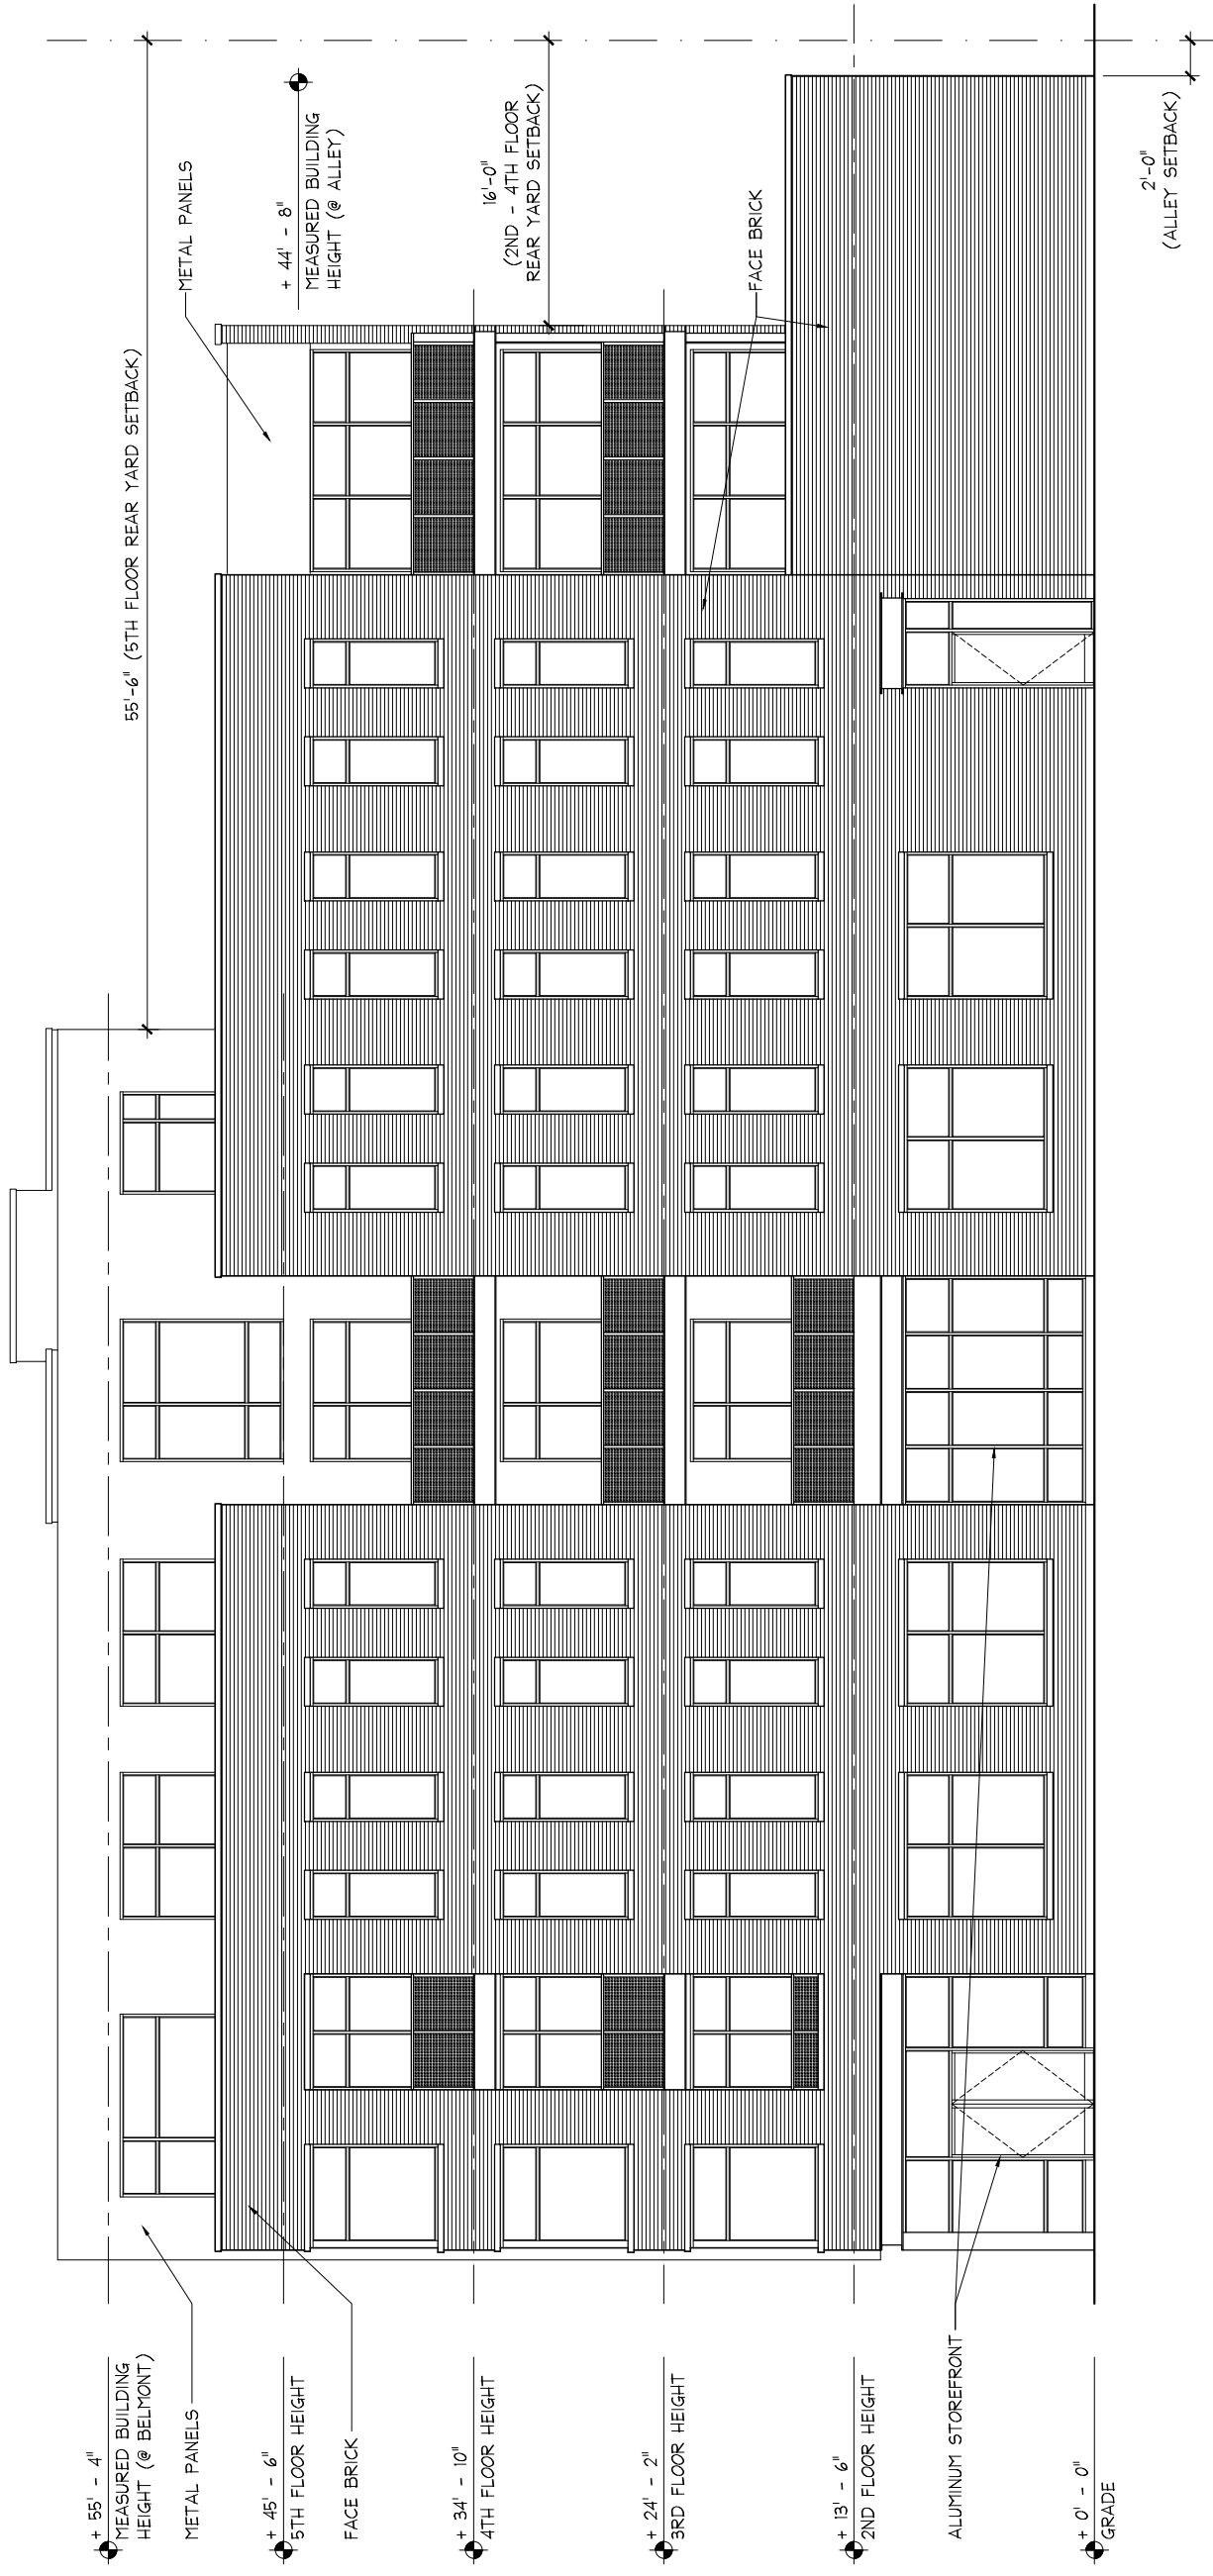 + 55' - 4"
MEASURED BUILDING
HEIGHT (@ BELMONT)
METAL PANELS
+ 45' - 6"
5TH FLOOR HEIGHT
FACE BRICK
+ 34' - 10"
4TH FLOOR HEIGHT
+ 24' - 2"
3RD FLOOR HEIGHT
+ 13' - 6"
2ND FLOOR HEIGHT
ALUMINUM STOREFRONT
+ 0' - 0"
GRADE
55'-6" (5TH FLOOR REAR YARD SETBACK)
METAL PANELS
+ 44' - 8"
MEASURED BUILDING
HEIGHT (@ ALLEY)
16'-0"
(2ND - 4TH FLOOR
REAR YARD SETBACK)
FACE BRICK
2'-0"
(ALLEY SETBACK)